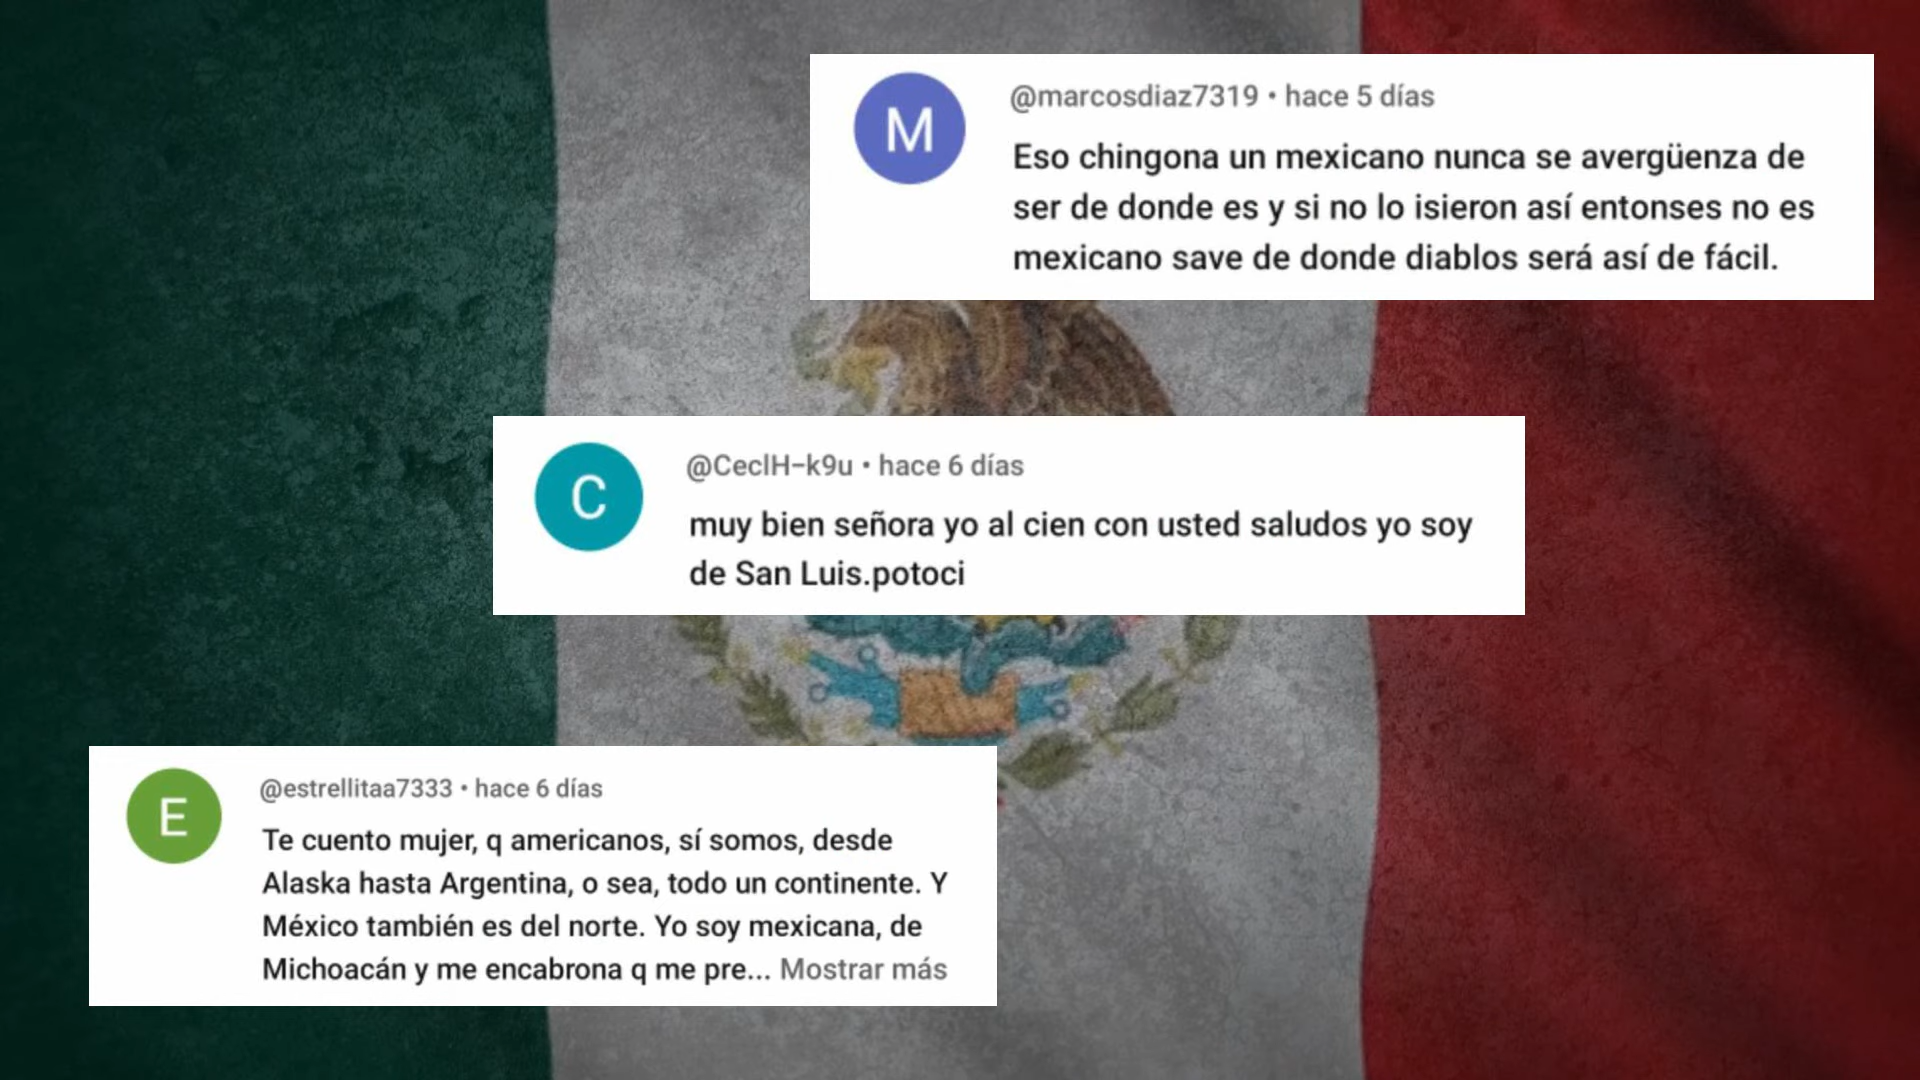 M
@marcosdiaz7319 • hace 5 días
Eso chingona un mexicano nunca se avergüenza de
ser de donde es y si no lo isieron así entonses no es
mexicano save de donde diablos será así de fácil.
C
@CeclH-k9u • hace 6 días
muy bien señora yo al cien con usted saludos yo soy
de San Luis.potoci
E
@estrellitaa7333 • hace 6 días
Te cuento mujer, q americanos, sí somos, desde
Alaska hasta Argentina, o sea, todo un continente. Y
México también es del norte. Yo soy mexicana, de
Michoacán y me encabrona q me pre... Mostrar más